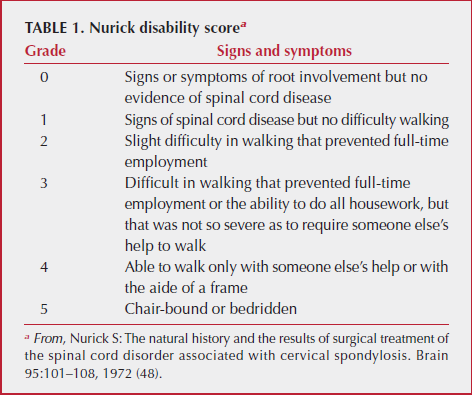 TABLE 1. Nurick disability scoreᵃ
Grade Signs and symptoms
0 Signs or symptoms of root involvement but no
evidence of spinal cord disease
1 Signs of spinal cord disease but no difficulty walking
2 Slight difficulty in walking that prevented full-time
employment
3 Difficult in walking that prevented full-time
employment or the ability to do all housework, but
that was not so severe as to require someone else's
help to walk
4 Able to walk only with someone else's help or with
the aide of a frame
5 Chair-bound or bedridden
ᵃ From, Nurick S: The natural history and the results of surgical treatment of
the spinal cord disorder associated with cervical spondylosis. Brain
95:101–108, 1972 (48).